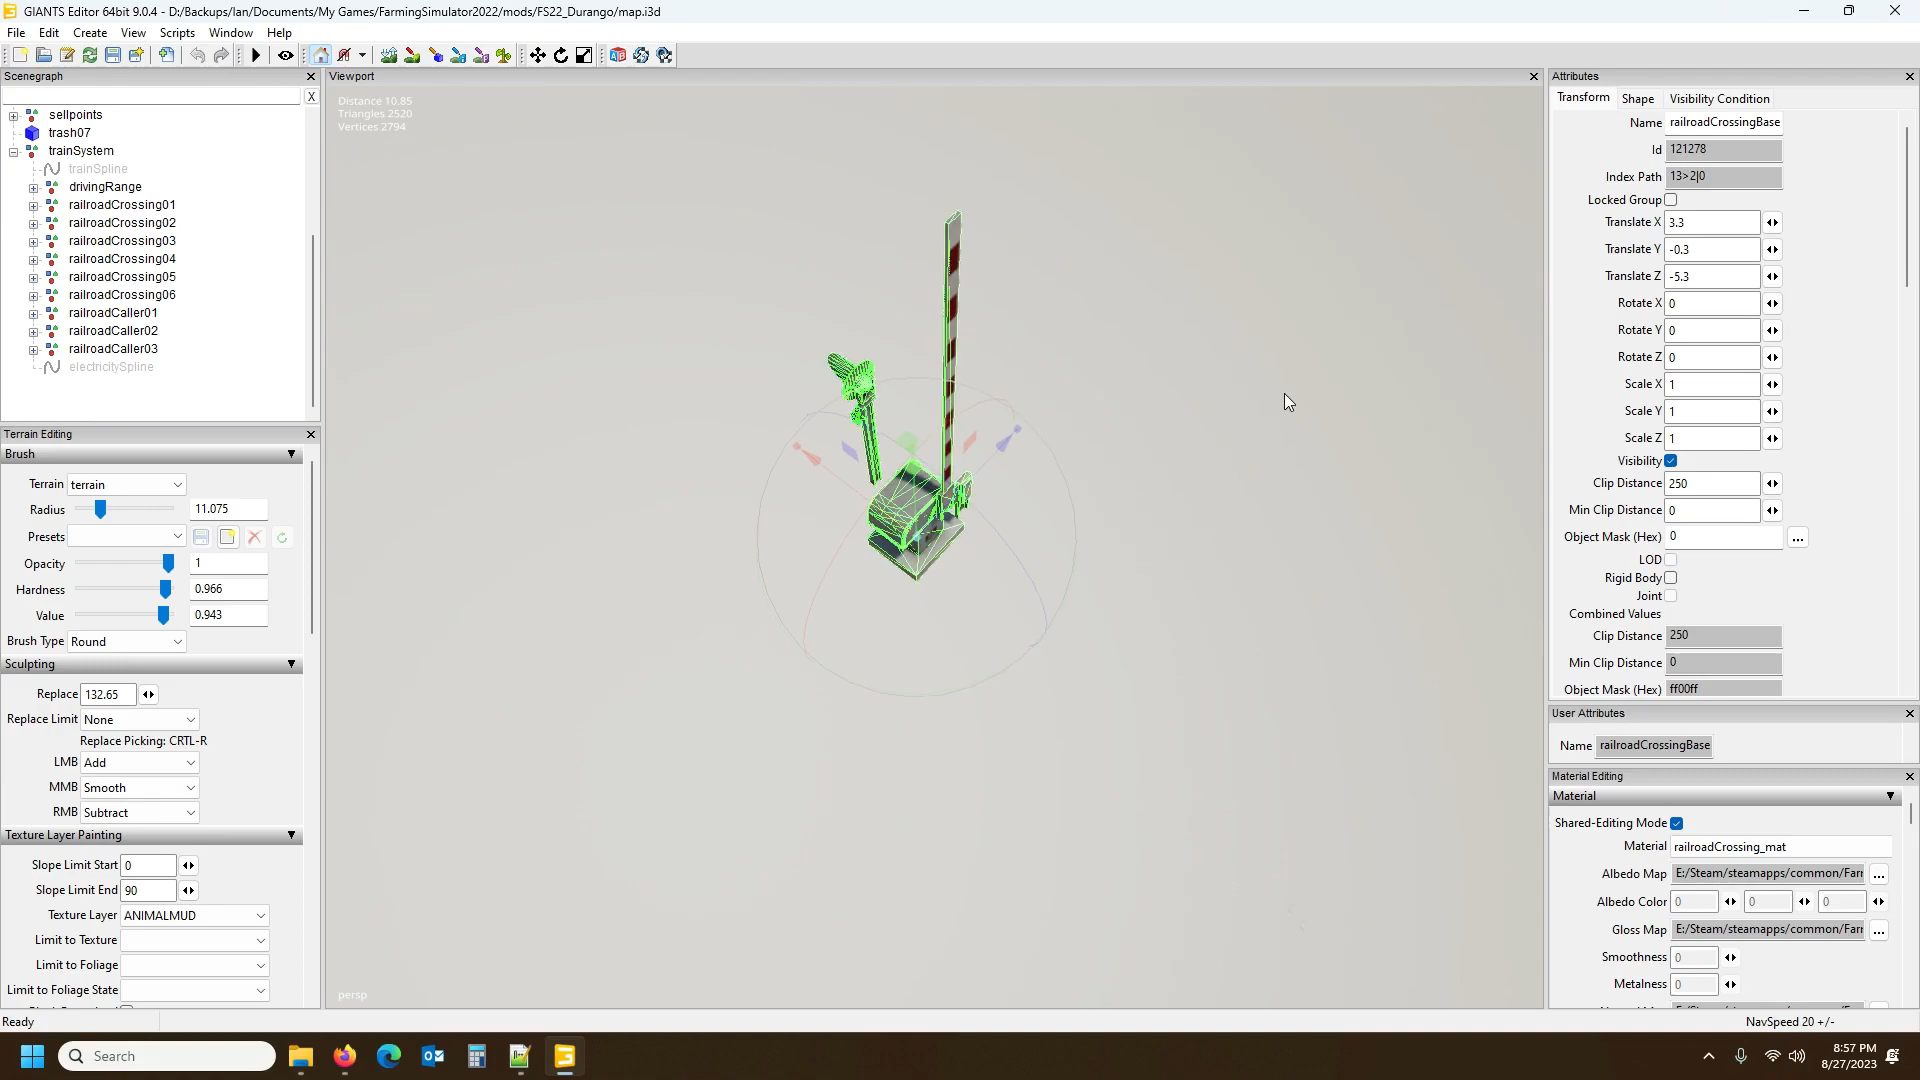 GIANTS Editor 64bit 9.0.4 - D:/Backups/Ian/Documents/My Games/FarmingSimulator2022/mods/FS22_Durango/map.i3d
File Edit Create View Scripts Window Help
Scenegraph
X
sellpoints
trash07
trainSystem
trainSpline
drivingRange
railroadCrossing01
railroadCrossing02
railroadCrossing03
railroadCrossing04
railroadCrossing05
railroadCrossing06
railroadCaller01
railroadCaller02
railroadCaller03
electricitySpline
Terrain Editing
Brush
Terrain terrain
Radius 11.075
Presets
Opacity 1
Hardness 0.966
Value 0.943
Brush Type Round
Sculpting
Replace 132.65
Replace Limit None
Replace Picking: CRTL-R
LMB Add
MMB Smooth
RMB Subtract
Texture Layer Painting
Slope Limit Start 0
Slope Limit End 90
Texture Layer ANIMALMUD
Limit to Texture
Limit to Foliage
Limit to Foliage State
Viewport
Distance 10.85
Triangles 2520
Vertices 2794
persp
Attributes
Transform Shape Visibility Condition
Name railroadCrossingBase
Id 121278
Index Path 13>2|0
Locked Group
Translate X 3.3
Translate Y -0.3
Translate Z -5.3
Rotate X 0
Rotate Y 0
Rotate Z 0
Scale X 1
Scale Y 1
Scale Z 1
Visibility
Clip Distance 250
Min Clip Distance 0
Object Mask (Hex) 0 ...
LOD
Rigid Body
Joint
Combined Values
Clip Distance 250
Min Clip Distance 0
Object Mask (Hex) ff00ff
User Attributes
Name railroadCrossingBase
Material Editing
Material
Shared-Editing Mode
Material railroadCrossing_mat
Albedo Map E:/Steam/steamapps/common/Farr ...
Albedo Color 0 0 0
Gloss Map E:/Steam/steamapps/common/Farr ...
Smoothness 0
Metalness 0
Ready
NavSpeed 20 +/-
Search
8:57 PM
8/27/2023